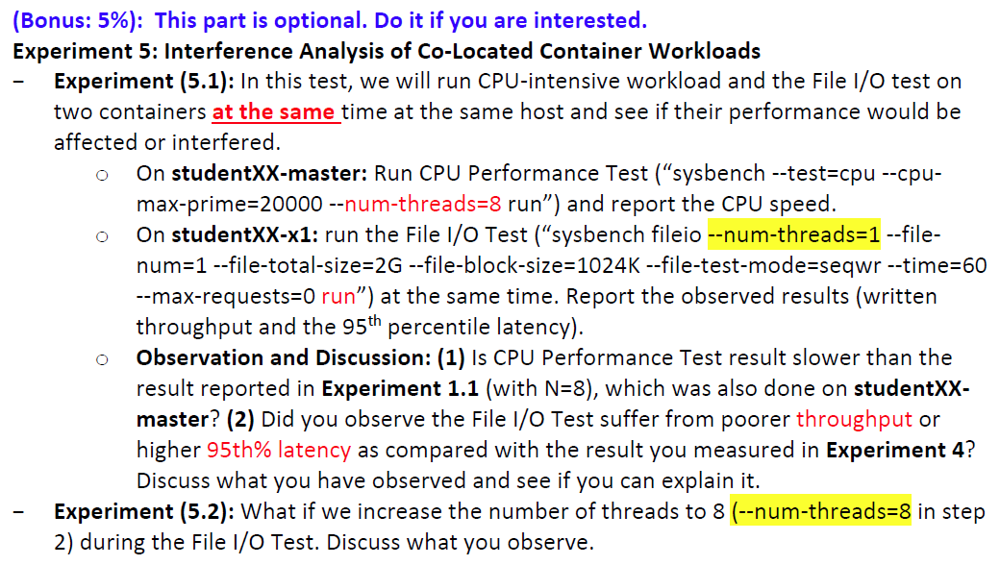 (Bonus: 5%): This part is optional. Do it if you are interested.
Experiment 5: Interference Analysis of Co-Located Container Workloads
– Experiment (5.1): In this test, we will run CPU-intensive workload and the File I/O test on
two containers at the same time at the same host and see if their performance would be
affected or interfered.
○ On studentXX-master: Run CPU Performance Test (“sysbench --test=cpu --cpu-
max-prime=20000 --num-threads=8 run”) and report the CPU speed.
○ On studentXX-x1: run the File I/O Test (“sysbench fileio --num-threads=1 --file-
num=1 --file-total-size=2G --file-block-size=1024K --file-test-mode=seqwr --time=60
--max-requests=0 run”) at the same time. Report the observed results (written
throughput and the 95th percentile latency).
○ Observation and Discussion: (1) Is CPU Performance Test result slower than the
result reported in Experiment 1.1 (with N=8), which was also done on studentXX-
master? (2) Did you observe the File I/O Test suffer from poorer throughput or
higher 95th% latency as compared with the result you measured in Experiment 4?
Discuss what you have observed and see if you can explain it.
– Experiment (5.2): What if we increase the number of threads to 8 (--num-threads=8 in step
2) during the File I/O Test. Discuss what you observe.